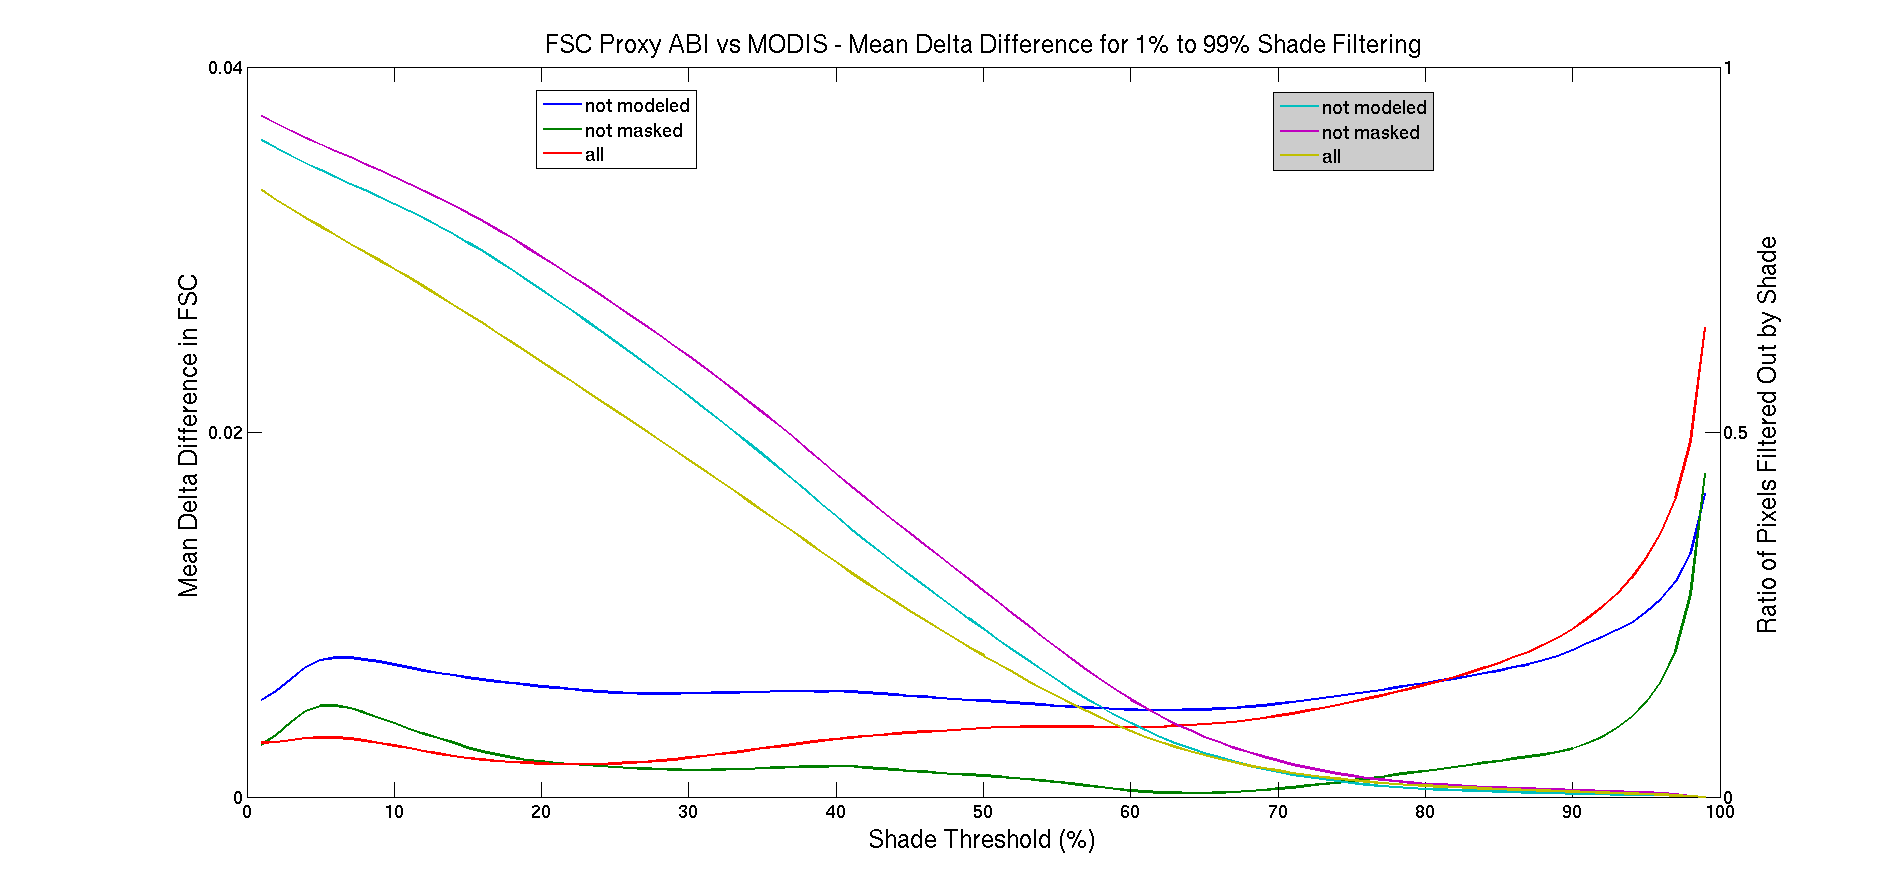 FSC Proxy ABI vs MODIS - Mean Delta Difference for 1% to 99% Shade Filtering
0.04
1
not modeled
not masked
all
not modeled
not masked
all
Mean Delta Difference in FSC
Ratio of Pixels Filtered Out by Shade
0.02
0.5
0
0
0 10 20 30 40 50 60 70 80 90 100
Shade Threshold (%)